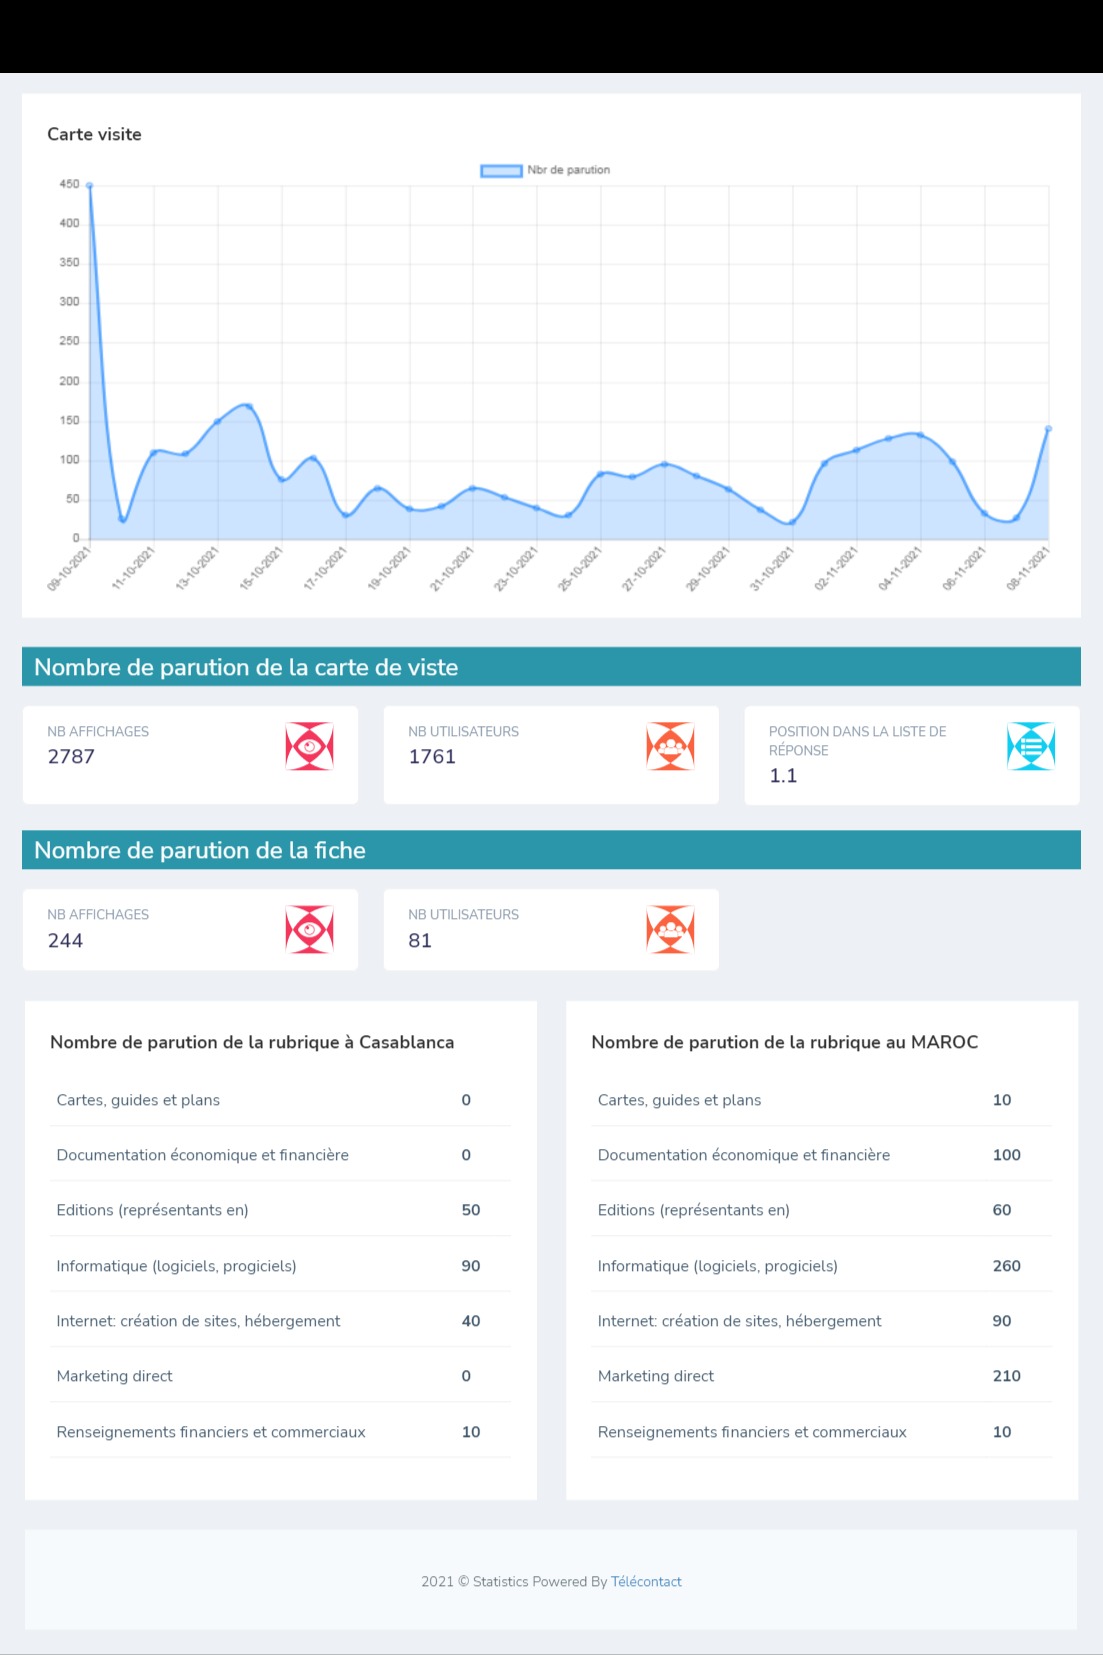 Carte visite
Nbr de parution
450
400
350
300
250
200
150
100
50
0
09-10-2021
11-10-2021
13-10-2021
15-10-2021
17-10-2021
19-10-2021
21-10-2021
23-10-2021
25-10-2021
27-10-2021
29-10-2021
31-10-2021
02-11-2021
04-11-2021
06-11-2021
08-11-2021
Nombre de parution de la carte de viste
NB AFFICHAGES
2787
NB UTILISATEURS
1761
POSITION DANS LA LISTE DE
RÉPONSE
1.1
Nombre de parution de la fiche
NB AFFICHAGES
244
NB UTILISATEURS
81
Nombre de parution de la rubrique à Casablanca
Cartes, guides et plans 0
Documentation économique et financière 0
Editions (représentants en) 50
Informatique (logiciels, progiciels) 90
Internet: création de sites, hébergement 40
Marketing direct 0
Renseignements financiers et commerciaux 10
Nombre de parution de la rubrique au MAROC
Cartes, guides et plans 10
Documentation économique et financière 100
Editions (représentants en) 60
Informatique (logiciels, progiciels) 260
Internet: création de sites, hébergement 90
Marketing direct 210
Renseignements financiers et commerciaux 10
2021 © Statistics Powered By Télécontact